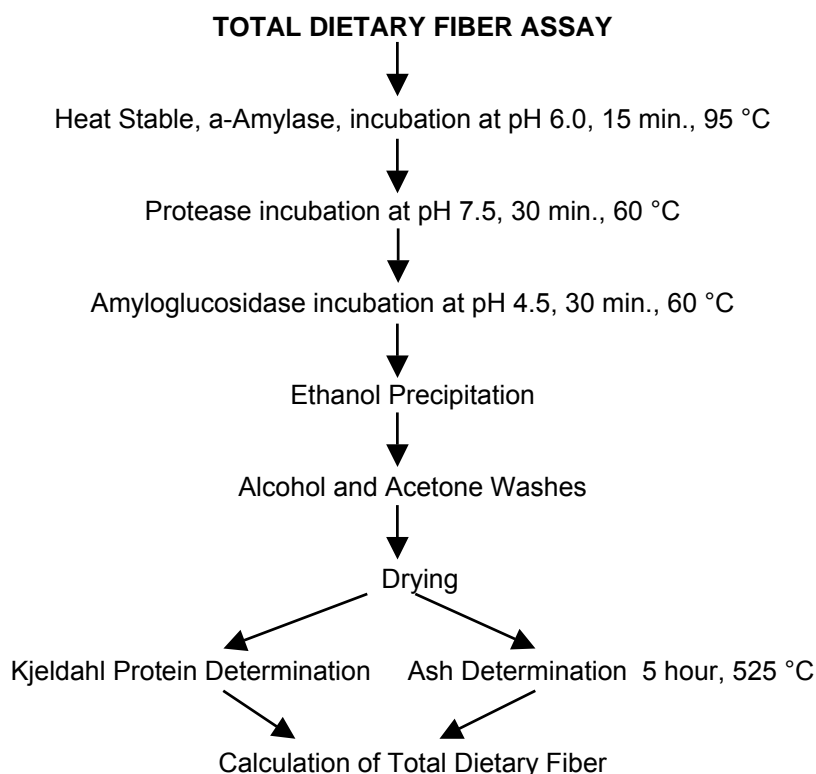 TOTAL DIETARY FIBER ASSAY
Heat Stable, a-Amylase, incubation at pH 6.0, 15 min., 95 °C
Protease incubation at pH 7.5, 30 min., 60 °C
Amyloglucosidase incubation at pH 4.5, 30 min., 60 °C
Ethanol Precipitation
Alcohol and Acetone Washes
Drying
Kjeldahl Protein Determination
Ash Determination 5 hour, 525 °C
Calculation of Total Dietary Fiber